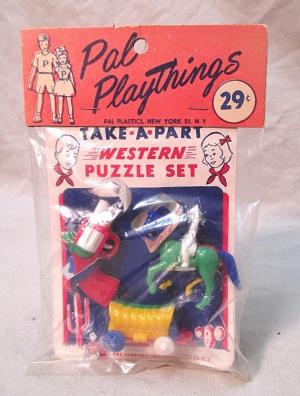 Pal
Playthings
P P
29¢
PAL PLASTICS, NEW YORK 51, N.Y
TAKE-A-PART
WESTERN
PUZZLE SET